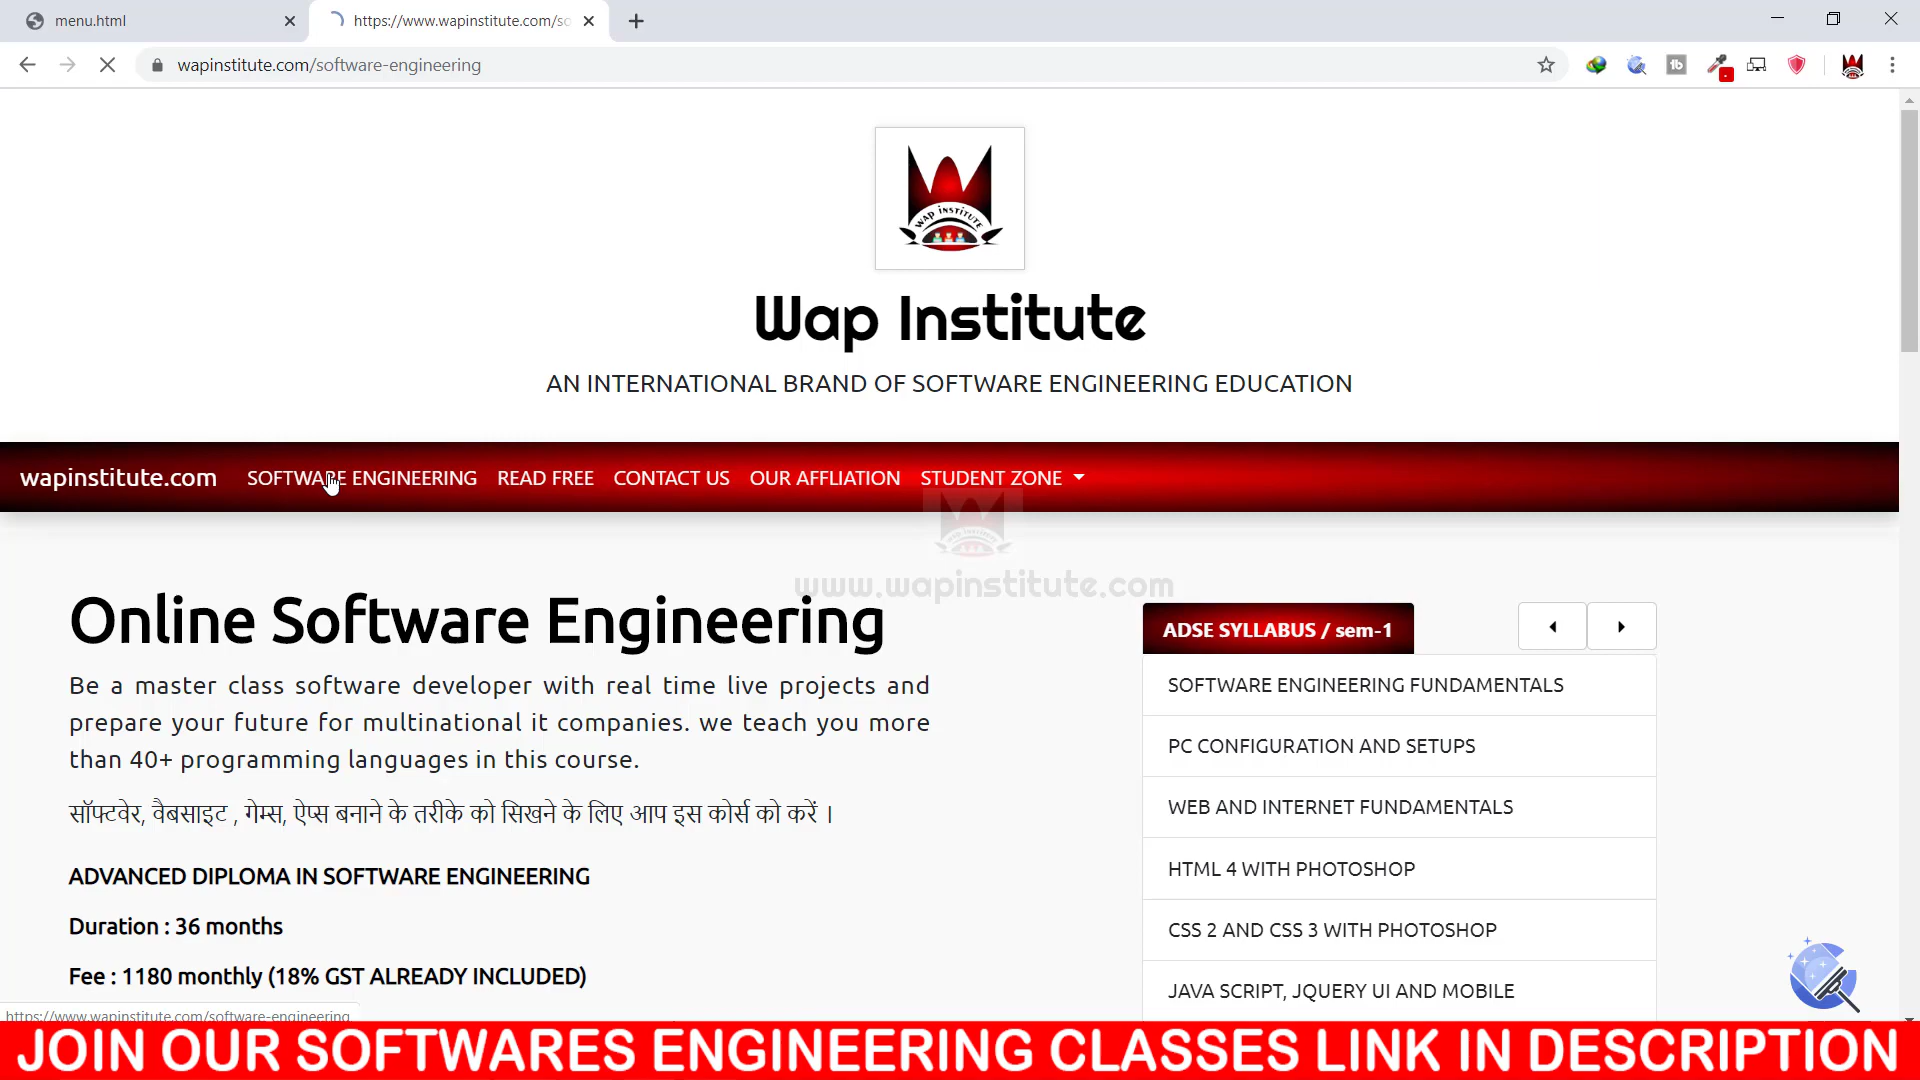 menu.html
https://www.wapinstitute.com/so
wapinstitute.com/software-engineering
WAP INSTITUTE
Wap Institute
AN INTERNATIONAL BRAND OF SOFTWARE ENGINEERING EDUCATION
wapinstitute.com SOFTWARE ENGINEERING READ FREE CONTACT US OUR AFFLIATION STUDENT ZONE
www.wapinstitute.com
Online Software Engineering
Be a master class software developer with real time live projects and
prepare your future for multinational it companies. we teach you more
than 40+ programming languages in this course.
सॉफ्टवेर, वैबसाइट , गेम्स, ऐप्स बनाने के तरीके को सिखने के लिए आप इस कोर्स को करें ।
ADVANCED DIPLOMA IN SOFTWARE ENGINEERING
Duration : 36 months
Fee : 1180 monthly (18% GST ALREADY INCLUDED)
ADSE SYLLABUS / sem-1
SOFTWARE ENGINEERING FUNDAMENTALS
PC CONFIGURATION AND SETUPS
WEB AND INTERNET FUNDAMENTALS
HTML 4 WITH PHOTOSHOP
CSS 2 AND CSS 3 WITH PHOTOSHOP
JAVA SCRIPT, JQUERY UI AND MOBILE
https://www.wapinstitute.com/software-engineering
JOIN OUR SOFTWARES ENGINEERING CLASSES LINK IN DESCRIPTION